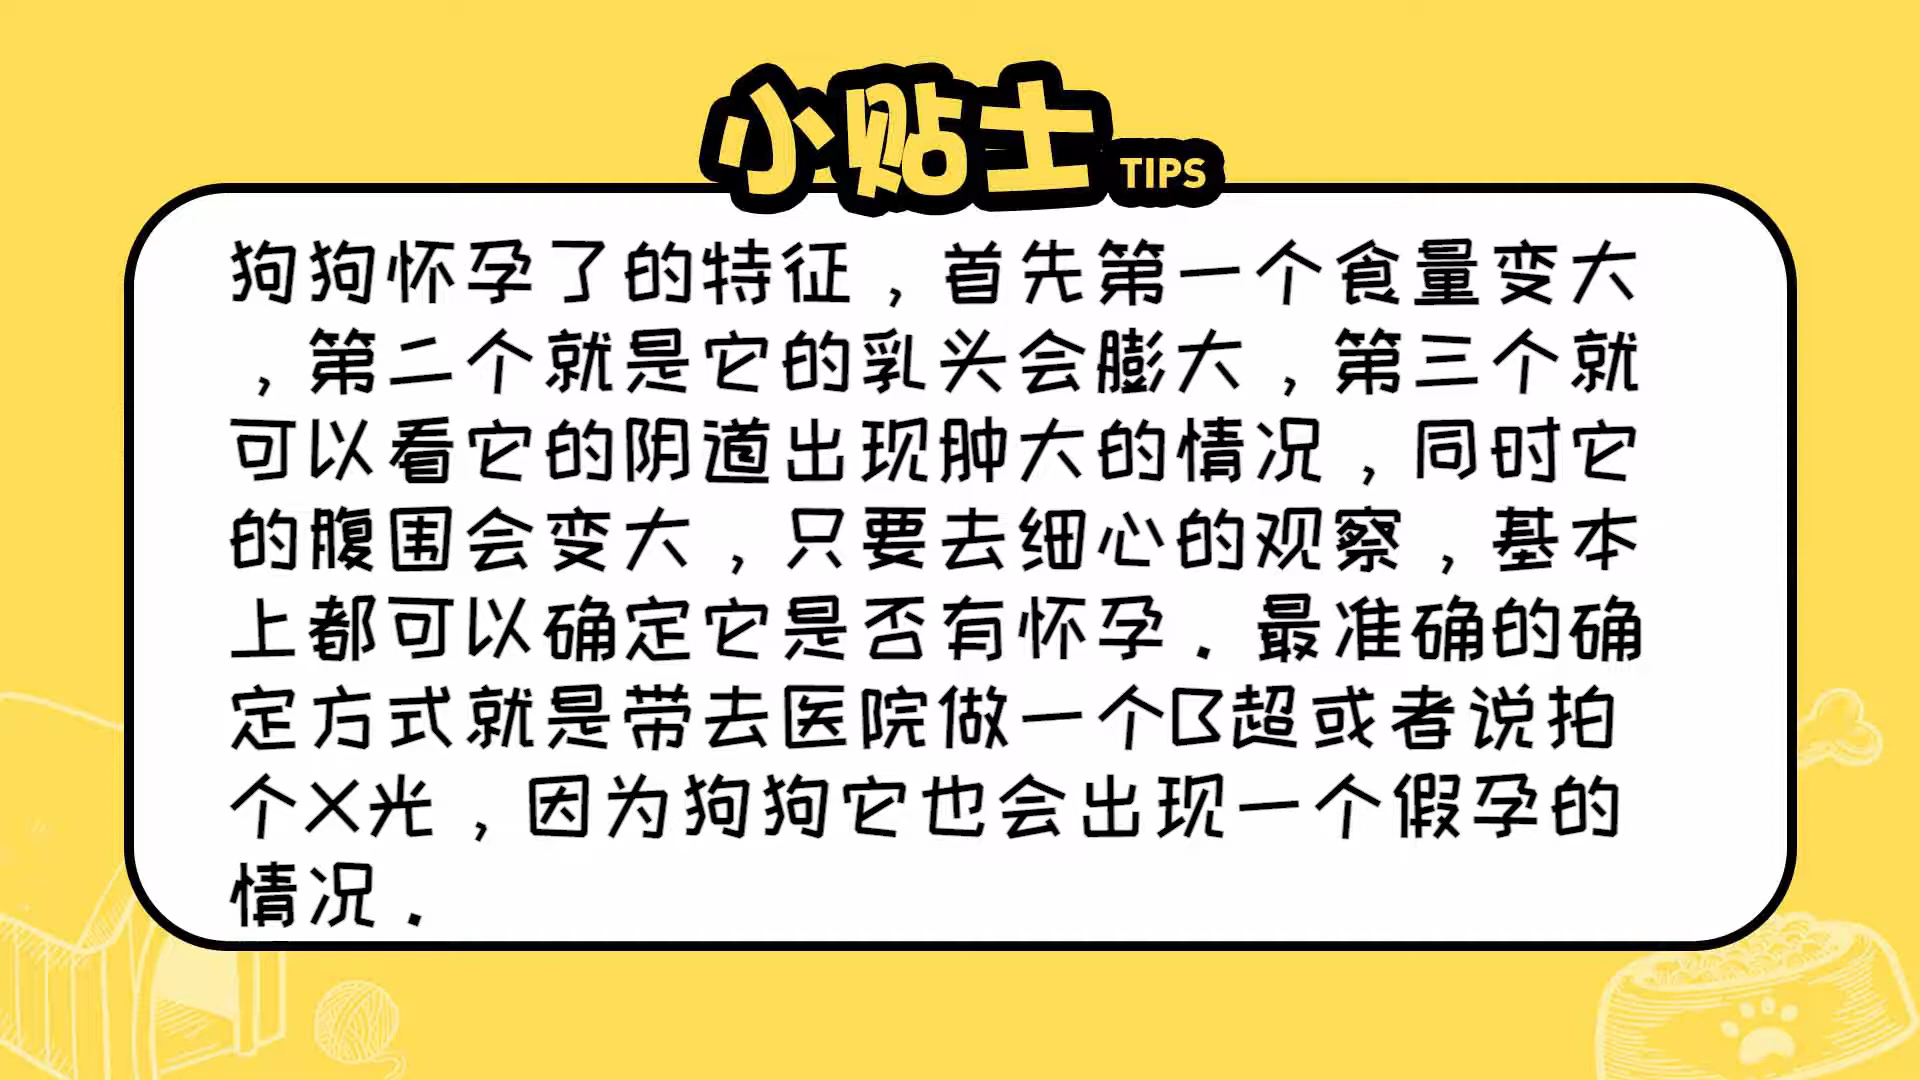 小贴士 TIPS
狗狗怀孕了的特征，首先第一个食量变大
，第二个就是它的乳头会膨大，第三个就
可以看它的阴道出现肿大的情况，同时它
的腹围会变大，只要去细心的观察，基本
上都可以确定它是否有怀孕．最准确的确
定方式就是带去医院做一个B超或者说拍
个X光，因为狗狗它也会出现一个假孕的
情况．